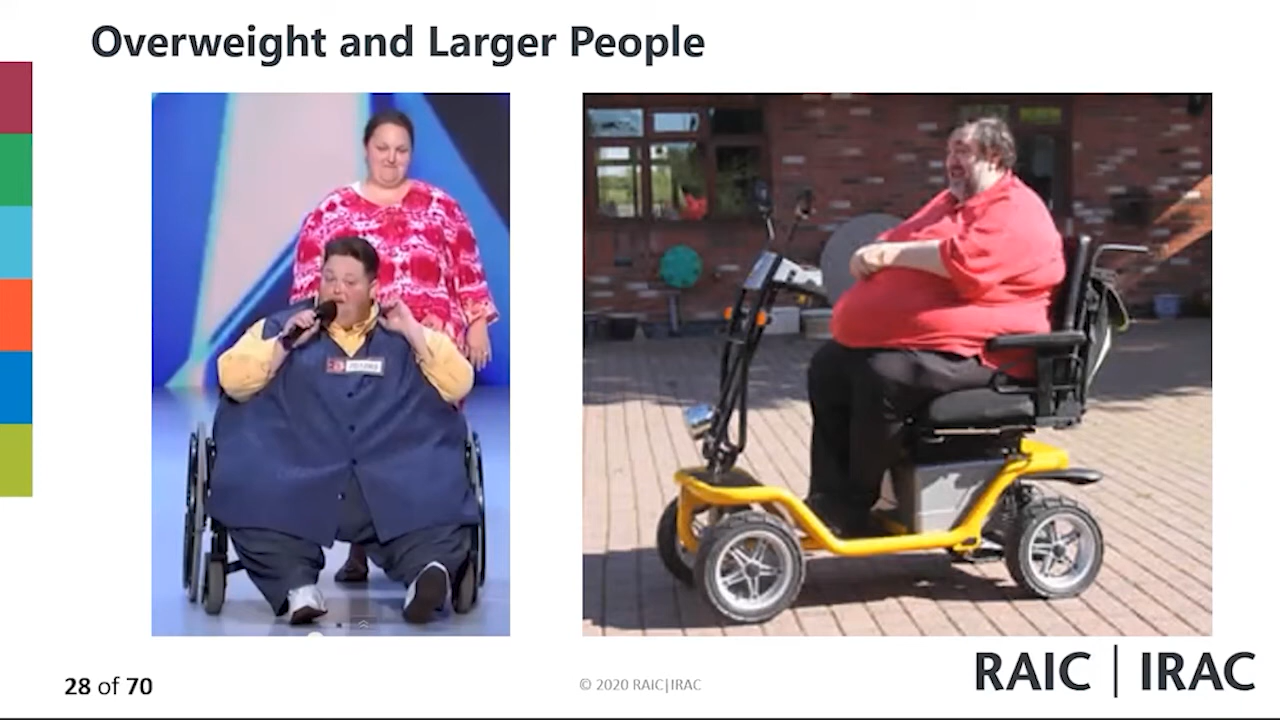 Overweight and Larger People
28 of 70
© 2020 RAIC|IRAC
RAIC | IRAC